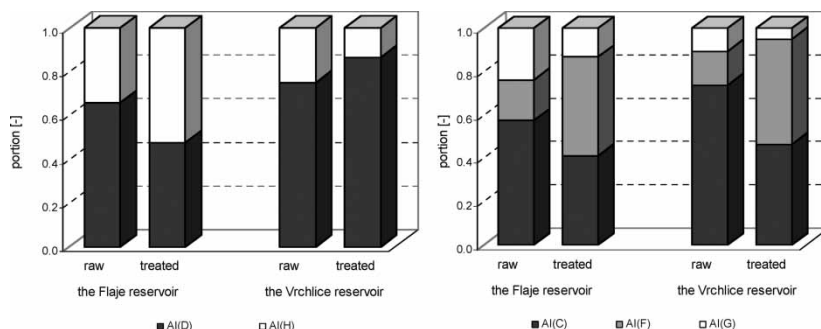 1.0
0.8
0.6
0.4
0.2
0.0
portion [-]
raw treated raw treated
the Flaje reservoir the Vrchlice reservoir
Al(D) Al(H)
1.0
0.8
0.6
0.4
0.2
0.0
portion [-]
raw treated raw treated
the Flaje reservoir the Vrchlice reservoir
Al(C) Al(F) Al(G)